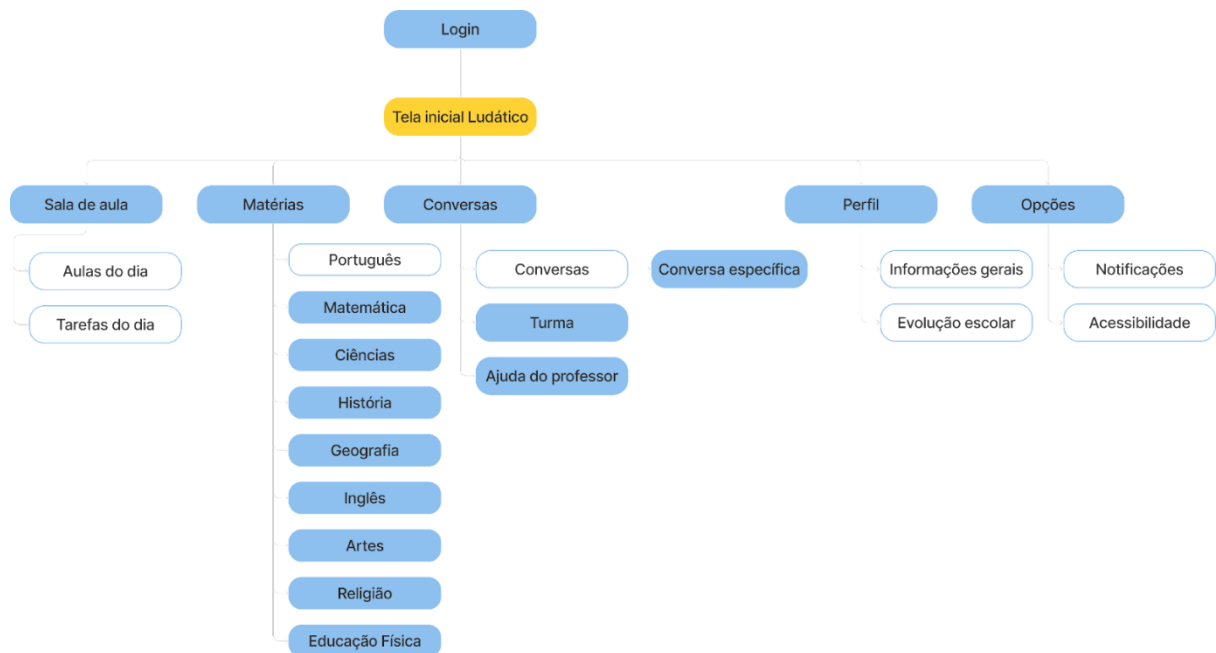 Login
Tela inicial Ludático
Sala de aula
Matérias
Conversas
Perfil
Opções
Aulas do dia
Tarefas do dia
Português
Matemática
Ciências
História
Geografia
Inglês
Artes
Religião
Educação Física
Conversas
Conversa específica
Turma
Ajuda do professor
Informações gerais
Evolução escolar
Notificações
Acessibilidade